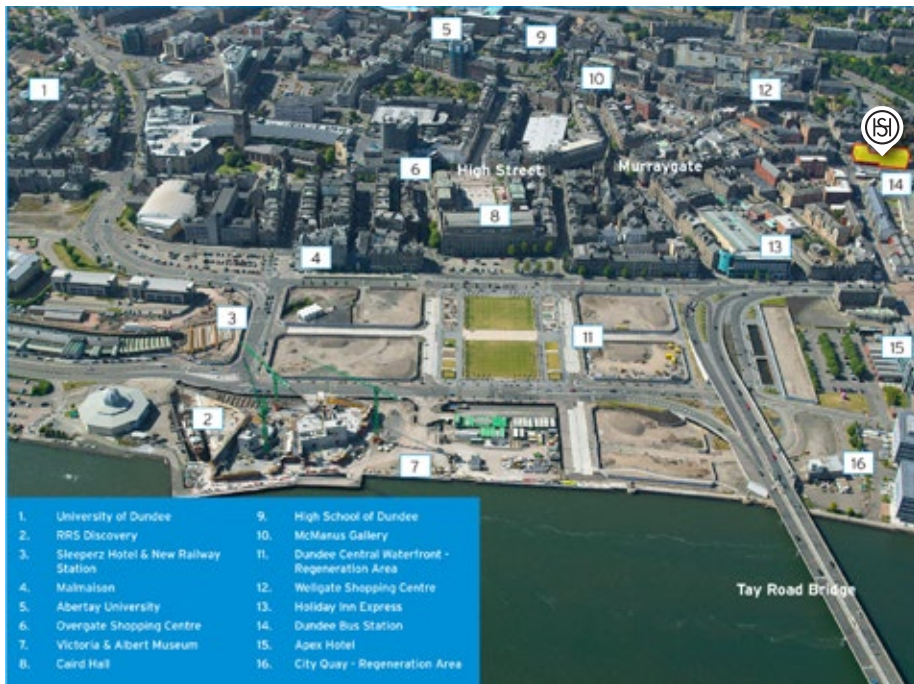 5
9
1
10
12
SH
High Street
Murraygate
6
14
8
13
4
3
11
15
2
7
16
1. University of Dundee
2. RRS Discovery
3. Sleeperz Hotel & New Railway
Station
4. Malmaison
5. Abertay University
6. Overgate Shopping Centre
7. Victoria & Albert Museum
8. Caird Hall
9. High School of Dundee
10. McManus Gallery
11. Dundee Central Waterfront -
Regeneration Area
12. Wellgate Shopping Centre
13. Holiday Inn Express
14. Dundee Bus Station
15. Apex Hotel
16. City Quay - Regeneration Area
Tay Road Bridge